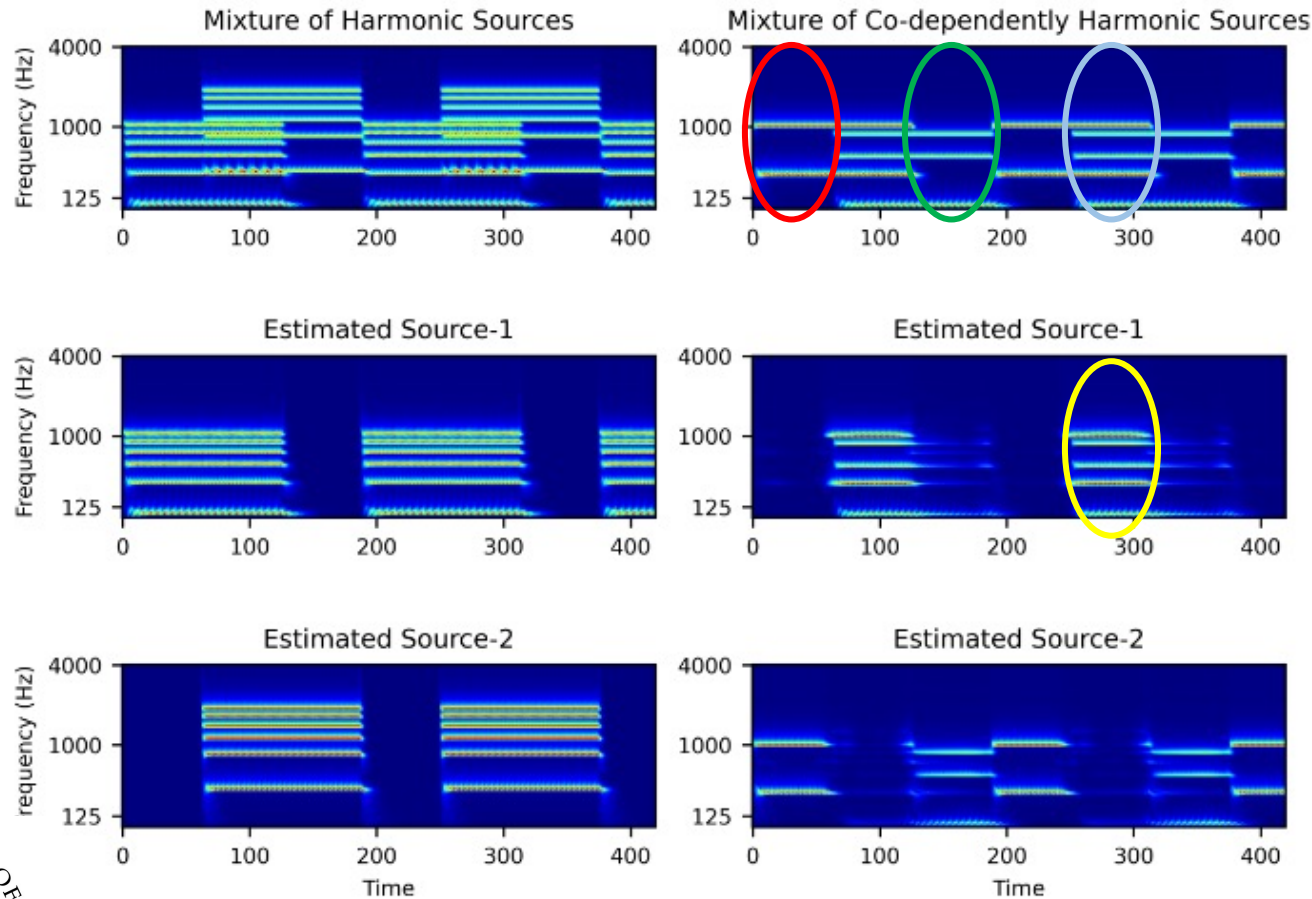 Mixture of Harmonic Sources
Mixture of Co-dependently Harmonic Sources
Frequency (Hz)
4000
1000
125
0 100 200 300 400
4000
1000
125
0 100 200 300 400
Estimated Source-1
Estimated Source-1
Frequency (Hz)
4000
1000
125
0 100 200 300 400
4000
1000
125
0 100 200 300 400
Estimated Source-2
Estimated Source-2
requency (Hz)
4000
1000
125
0 100 200 300 400
Time
4000
1000
125
0 100 200 300 400
Time
OF